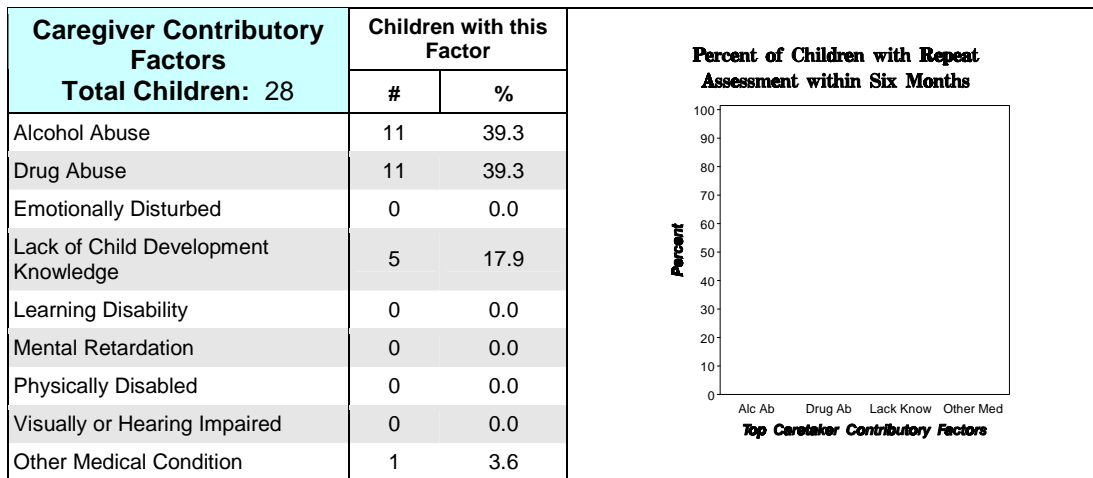 Caregiver Contributory
Factors
Total Children: 28
Children with this
Factor
# %
Alcohol Abuse 11 39.3
Drug Abuse 11 39.3
Emotionally Disturbed 0 0.0
Lack of Child Development
Knowledge 5 17.9
Learning Disability 0 0.0
Mental Retardation 0 0.0
Physically Disabled 0 0.0
Visually or Hearing Impaired 0 0.0
Other Medical Condition 1 3.6
Percent of Children with Repeat
Assessment within Six Months
100
90
80
70
60
50
40
30
20
10
0
Percent
Alc Ab Drug Ab Lack Know Other Med
Top Caretaker Contributory Factors